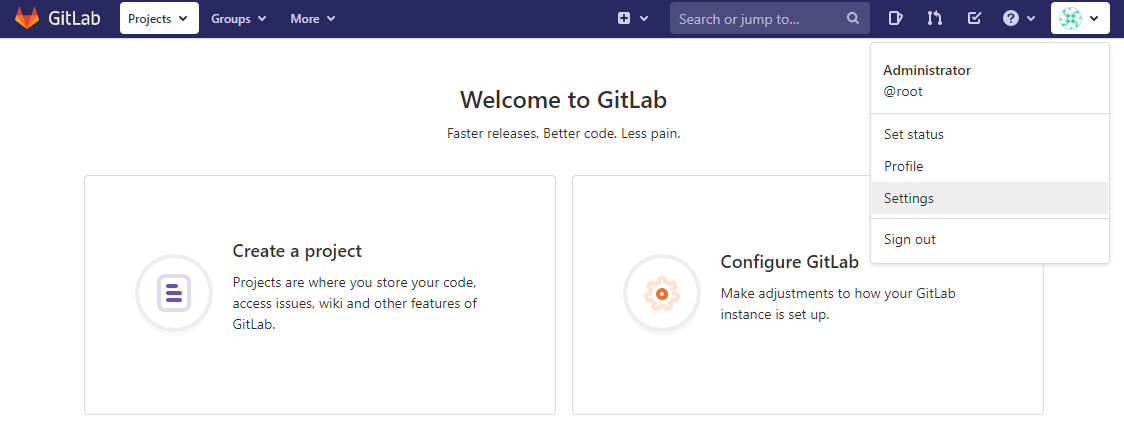 GitLab Projects Groups More Search or jump to...
Administrator
@root
Welcome to GitLab
Faster releases. Better code. Less pain.
Set status
Profile
Settings
Sign out
Create a project
Projects are where you store your code,
access issues, wiki and other features of
GitLab.
Configure GitLab
Make adjustments to how your GitLab
instance is set up.